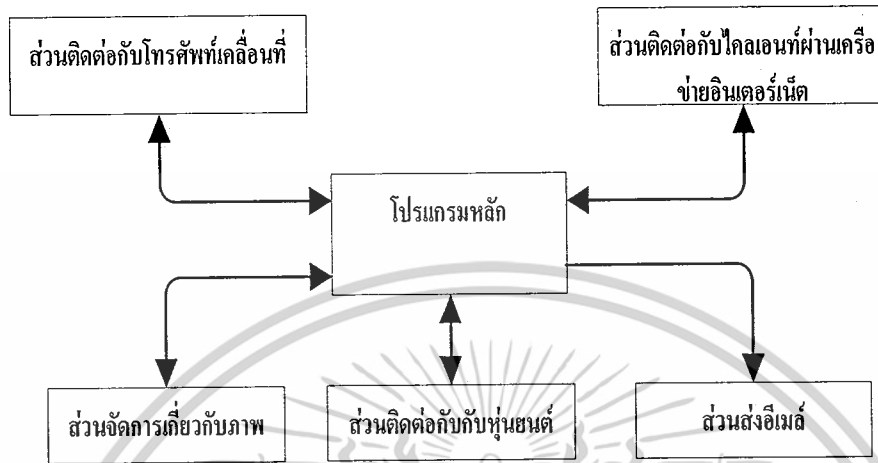 ส่วนติดต่อกับโทรศัพท์เคลื่อนที่
ส่วนติดต่อกับไคลเอนท์ผ่านเครือ
ข่ายอินเตอร์เน็ต
โปรแกรมหลัก
ส่วนจัดการเกี่ยวกับภาพ
ส่วนติดต่อกับกับหุ่นยนต์
ส่วนส่งอีเมล์